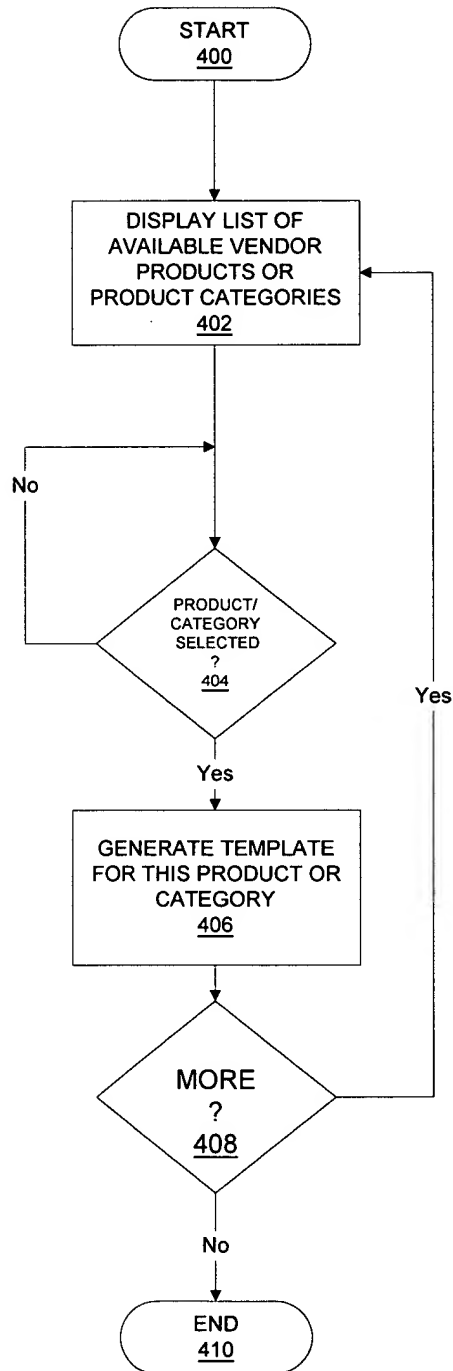 START
400
DISPLAY LIST OF
AVAILABLE VENDOR
PRODUCTS OR
PRODUCT CATEGORIES
402
No
PRODUCT/
CATEGORY
SELECTED
?
404
Yes
Yes
GENERATE TEMPLATE
FOR THIS PRODUCT OR
CATEGORY
406
MORE
?
408
No
END
410